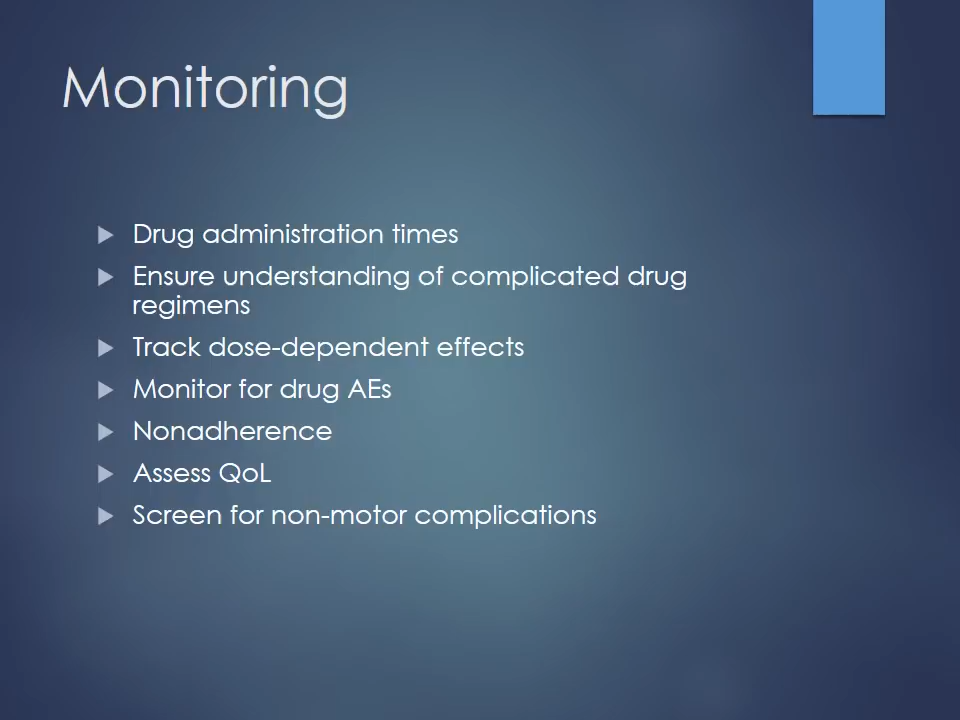 Monitoring
Drug administration times
Ensure understanding of complicated drug
regimens
Track dose-dependent effects
Monitor for drug AEs
Nonadherence
Assess QoL
Screen for non-motor complications